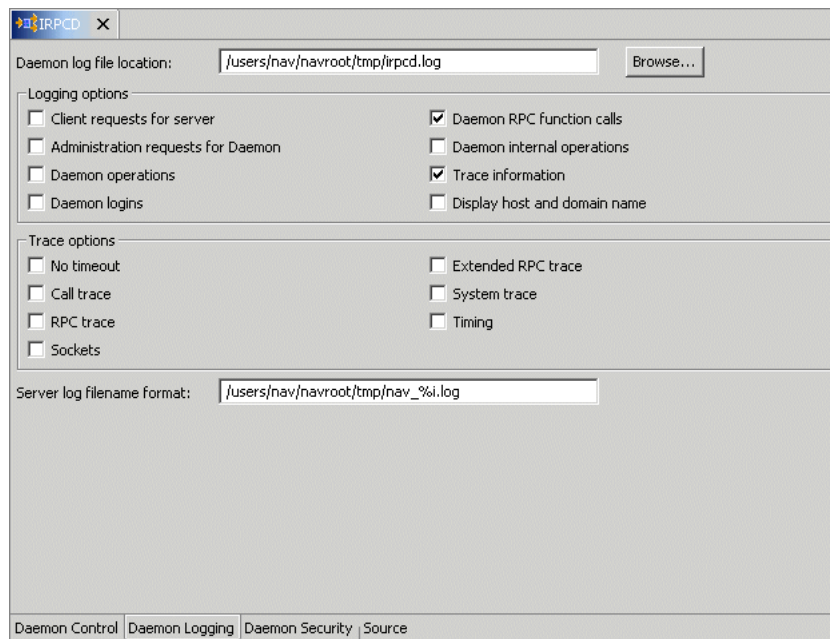 IRPCD
Daemon log file location: /users/nav/navroot/tmp/irpcd.log Browse...
Logging options
Client requests for server Daemon RPC function calls
Administration requests for Daemon Daemon internal operations
Daemon operations Trace information
Daemon logins Display host and domain name
Trace options
No timeout Extended RPC trace
Call trace System trace
RPC trace Timing
Sockets
Server log filename format: /users/nav/navroot/tmp/nav_%i.log
Daemon Control Daemon Logging Daemon Security Source